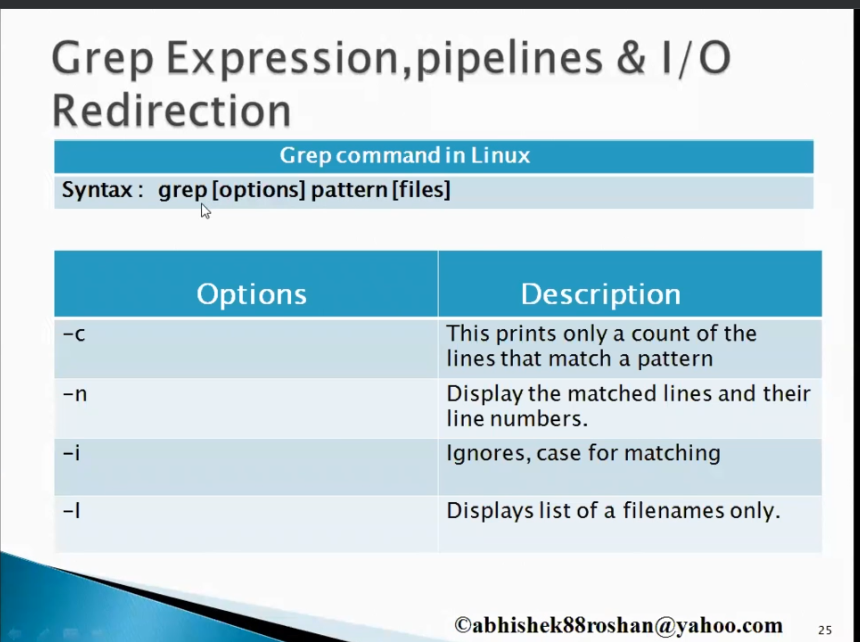 Grep Expression,pipelines & I/O
Redirection
Grep command in Linux
Syntax : grep [options] pattern [files]
Options
Description
-c
This prints only a count of the
lines that match a pattern
-n
Display the matched lines and their
line numbers.
-i
Ignores, case for matching
-l
Displays list of a filenames only.
©abhishek88roshan@yahoo.com
25